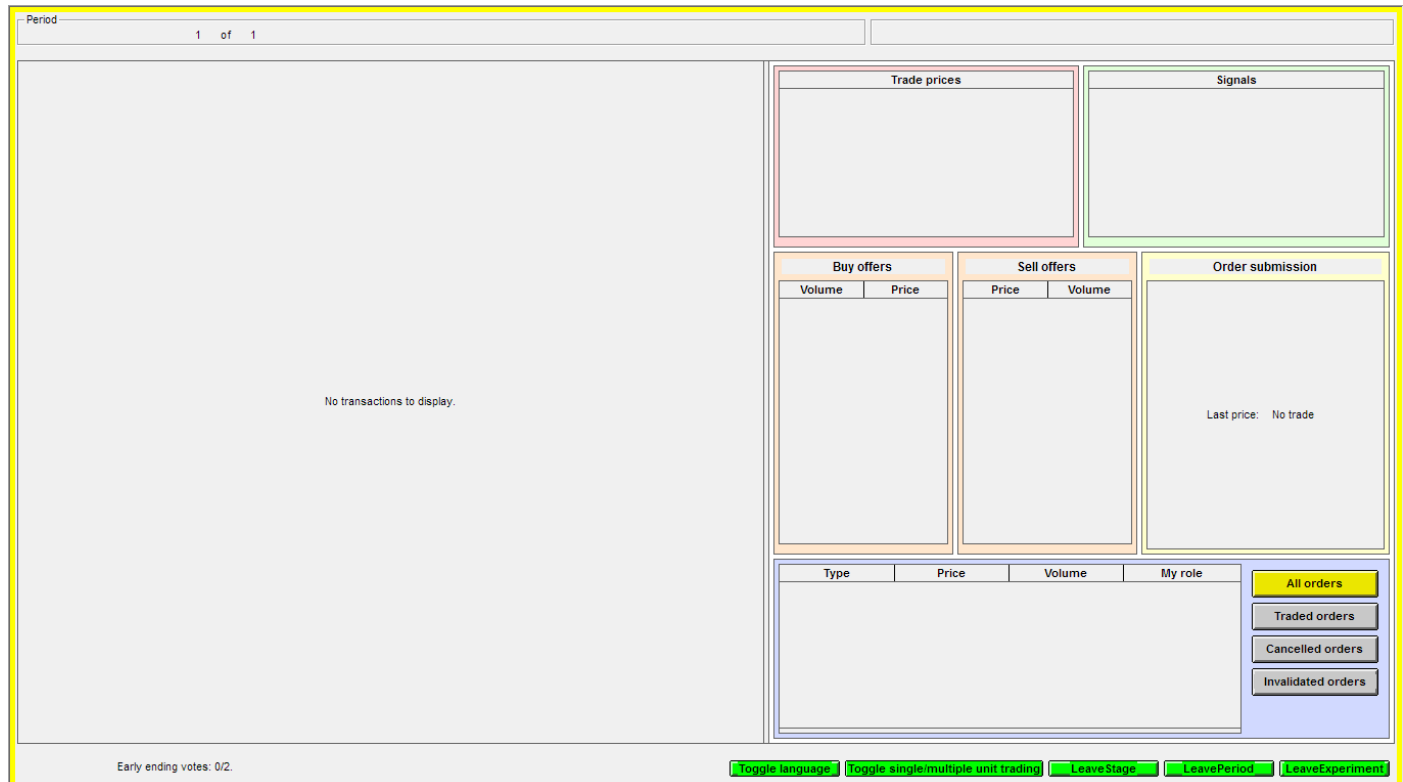 Period
1 of 1
Trade prices
Signals
Buy offers
Sell offers
Order submission
Volume Price
Price Volume
No transactions to display.
Last price: No trade
Type Price Volume My role
All orders
Traded orders
Cancelled orders
Invalidated orders
Early ending votes: 0/2.
Toggle language
Toggle single/multiple unit trading
LeaveStage
LeavePeriod
LeaveExperiment